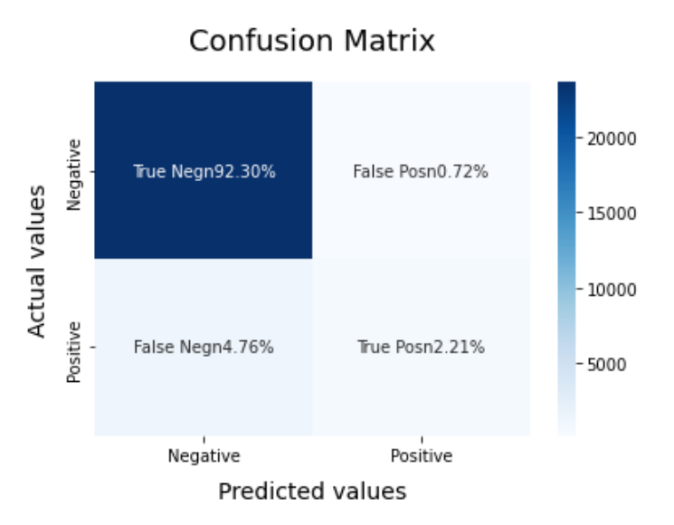 Confusion Matrix
True Negn92.30%
False Posn0.72%
False Negn4.76%
True Posn2.21%
Actual values
Negative
Positive
Negative
Positive
Predicted values
20000
15000
10000
5000